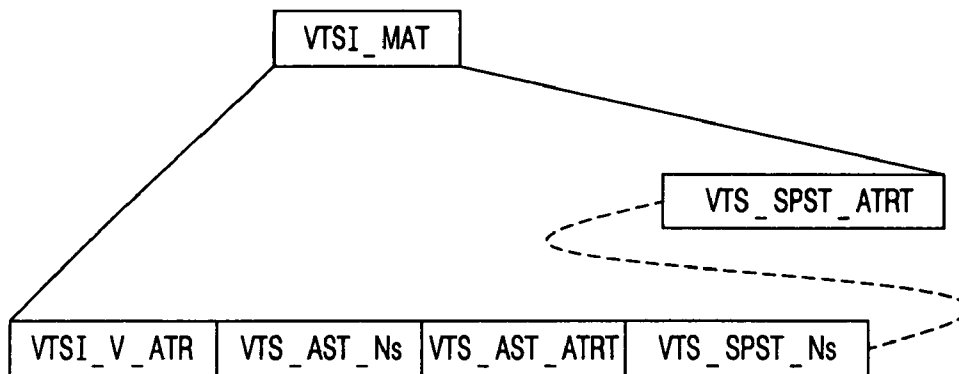 VTSI_MAT
VTS_SPST_ATRT
VTSI_V_ATR VTS_AST_Ns VTS_AST_ATRT VTS_SPST_Ns